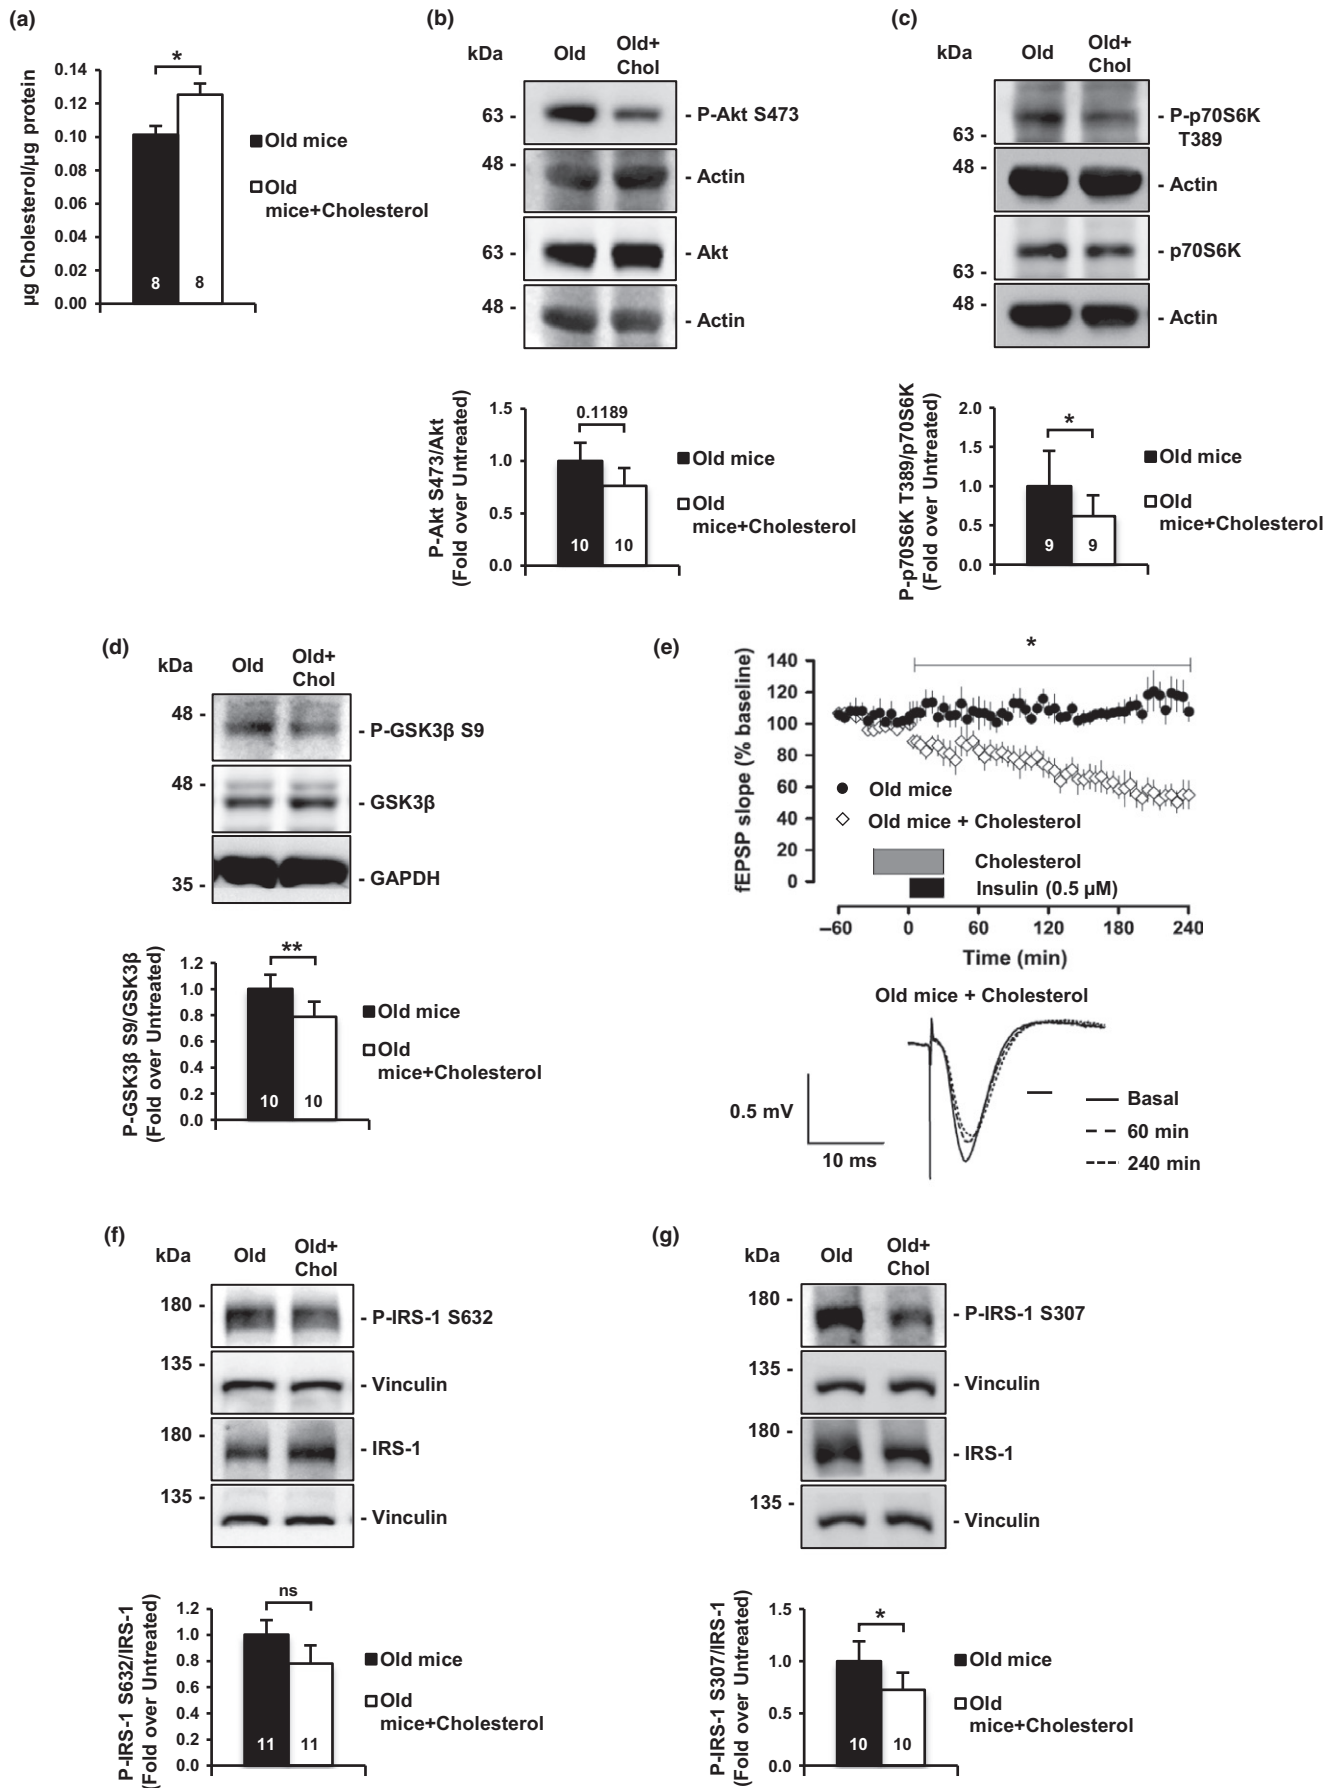 (a)
µg Cholesterol/µg protein
0.14
0.12
0.10
0.08
0.06
0.04
0.02
0.00
*
8
8
Old mice
Old
mice+Cholesterol
(b)
kDa
Old
Old+
Chol
63 -
- P-Akt S473
48 -
- Actin
63 -
- Akt
48 -
- Actin
P-Akt S473/Akt
(Fold over Untreated)
1.5
1.0
0.5
0.0
0.1189
10
10
Old mice
Old
mice+Cholesterol
(c)
kDa
Old
Old+
Chol
63 -
- P-p70S6K
T389
48 -
- Actin
- p70S6K
63 -
48 -
- Actin
P-p70S6K T389/p70S6K
(Fold over Untreated)
2.0
1.5
1.0
0.5
0.0
*
9
9
Old mice
Old
mice+Cholesterol
(d)
kDa
Old
Old+
Chol
48 -
- P-GSK3β S9
48 -
- GSK3β
35 -
- GAPDH
P-GSK3β S9/GSK3β
(Fold over Untreated)
1.2
1.0
0.8
0.6
0.4
0.2
0.0
**
10
10
Old mice
Old
mice+Cholesterol
(e)
fEPSP slope (% baseline)
140
120
100
80
60
40
20
0
*
Old mice
Old mice + Cholesterol
Cholesterol
Insulin (0.5 µM)
–60
0
60
120
180
240
Time (min)
Old mice + Cholesterol
0.5 mV
10 ms
Basal
60 min
240 min
(f)
kDa
Old
Old+
Chol
180 -
- P-IRS-1 S632
135 -
- Vinculin
180 -
- IRS-1
135 -
- Vinculin
P-IRS-1 S632/IRS-1
(Fold over Untreated)
1.2
1.0
0.8
0.6
0.4
0.2
0.0
ns
11
11
Old mice
Old
mice+Cholesterol
(g)
kDa
Old
Old+
Chol
180 -
- P-IRS-1 S307
135 -
- Vinculin
180 -
- IRS-1
135 -
- Vinculin
P-IRS-1 S307/IRS-1
(Fold over Untreated)
1.5
1.0
0.5
0.0
*
10
10
Old mice
Old
mice+Cholesterol